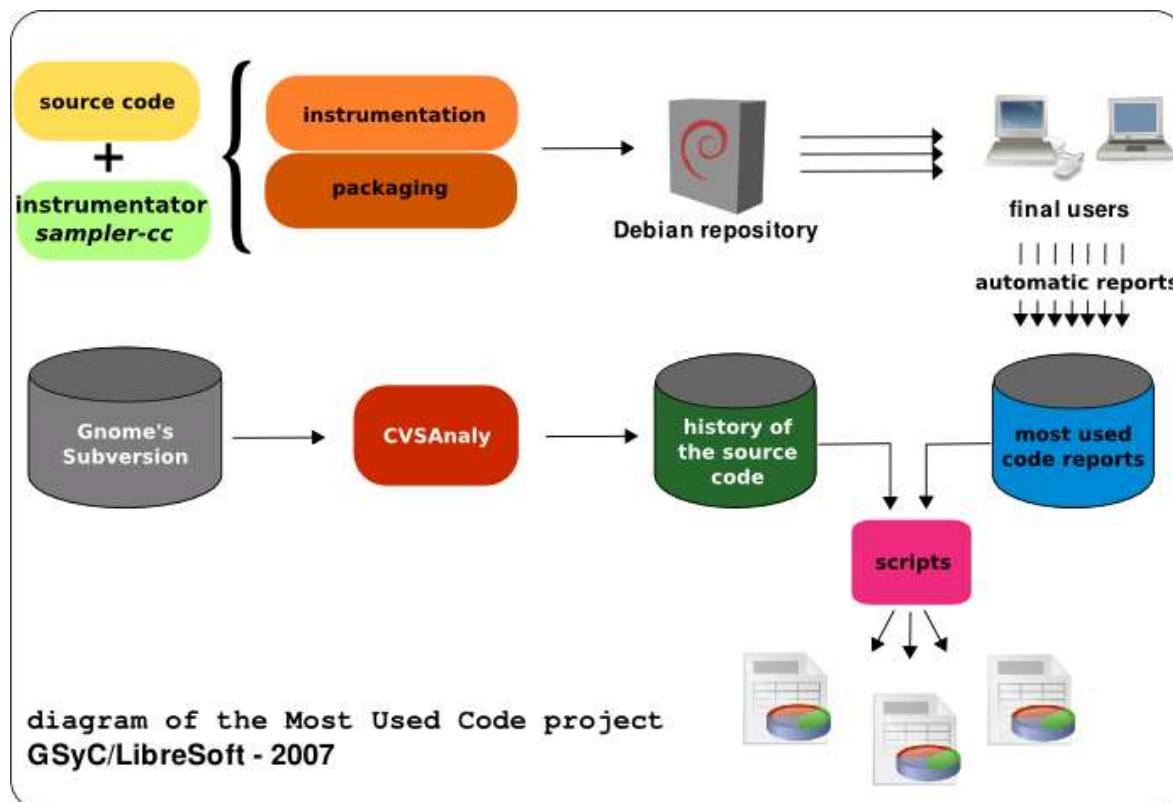 source code
+
instrumentator
sampler-cc
{
instrumentation
packaging
Debian repository
final users
automatic reports
Gnome's
Subversion
CVSAnaly
history of
the source
code
most used
code reports
scripts
diagram of the Most Used Code project
GSyC/LibreSoft - 2007